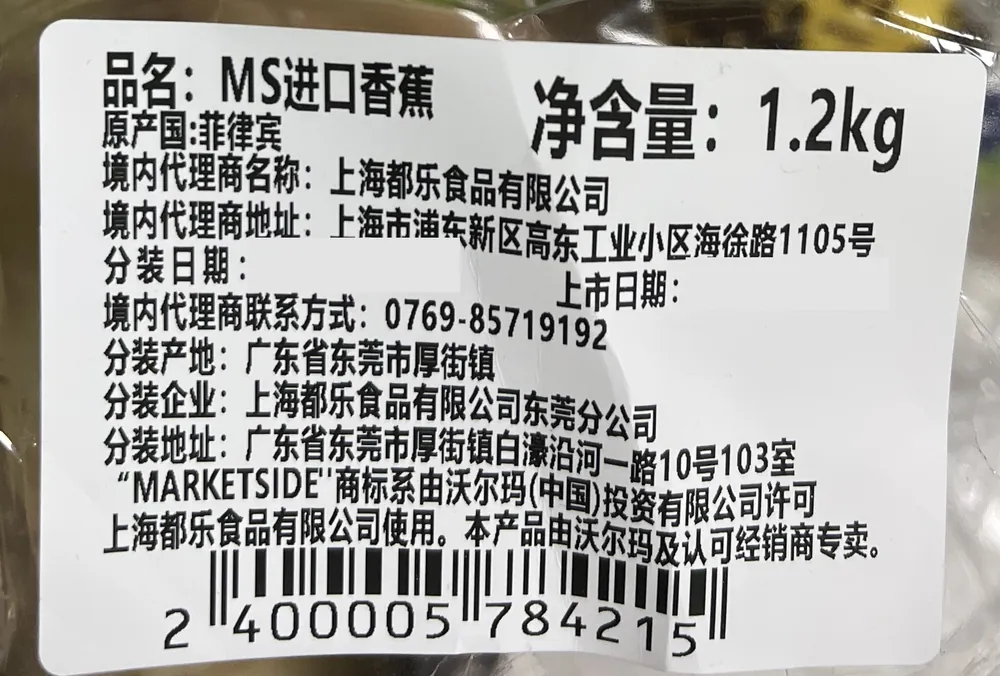 品名：MS进口香蕉
净含量：1.2kg
原产国:菲律宾
境内代理商名称：上海都乐食品有限公司
境内代理商地址：上海市浦东新区高东工业小区海徐路1105号
分装日期：
上市日期：
境内代理商联系方式：0769-85719192
分装产地：广东省东莞市厚街镇
分装企业：上海都乐食品有限公司东莞分公司
分装地址：广东省东莞市厚街镇白濠沿河一路10号103室
“MARKETSIDE"商标系由沃尔玛(中国)投资有限公司许可
上海都乐食品有限公司使用。本产品由沃尔玛及认可经销商专卖。
2 400005 784215